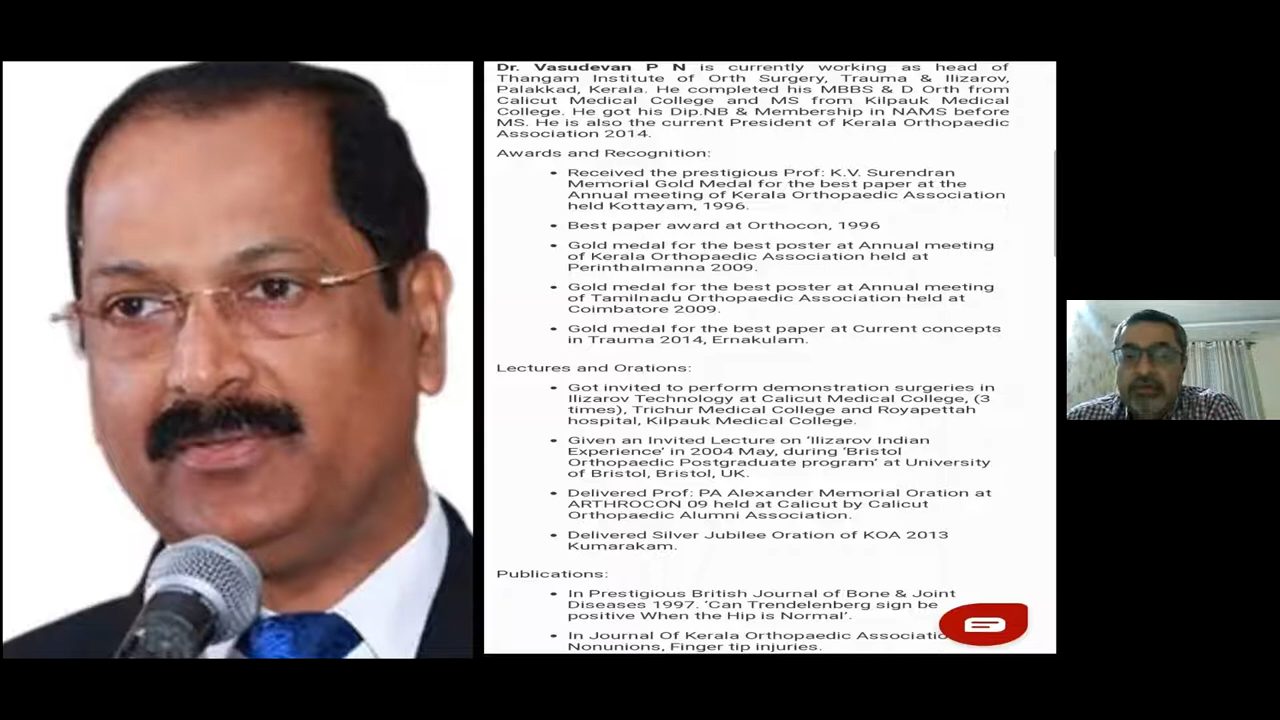 Dr. Vasudevan P N is currently working as head of
Thangam Institute of Orth Surgery, Trauma & Ilizarov,
Palakkad, Kerala. He completed his MBBS & D Orth from
Calicut Medical College and MS from Kilpauk Medical
College. He got his Dip.NB & Membership in NAMS before
MS. He is also the current President of Kerala Orthopaedic
Association 2014.
Awards and Recognition:
• Received the prestigious Prof: K.V. Surendran
Memorial Gold Medal for the best paper at the
Annual meeting of Kerala Orthopaedic Association
held Kottayam, 1996.
• Best paper award at Orthocon, 1996
• Gold medal for the best poster at Annual meeting
of Kerala Orthopaedic Association held at
Perinthalmanna 2009.
• Gold medal for the best poster at Annual meeting
of Tamilnadu Orthopaedic Association held at
Coimbatore 2009.
• Gold medal for the best paper at Current concepts
in Trauma 2014, Ernakulam.
Lectures and Orations:
• Got invited to perform demonstration surgeries in
Ilizarov Technology at Calicut Medical College, (3
times), Trichur Medical College and Royapettah
hospital, Kilpauk Medical College.
• Given an Invited Lecture on ‘Ilizarov Indian
Experience’ in 2004 May, during ‘Bristol
Orthopaedic Postgraduate program’ at University
of Bristol, Bristol, UK.
• Delivered Prof: PA Alexander Memorial Oration at
ARTHROCON 09 held at Calicut by Calicut
Orthopaedic Alumni Association.
• Delivered Silver Jubilee Oration of KOA 2013
Kumarakam.
Publications:
• In Prestigious British Journal of Bone & Joint
Diseases 1997. ‘Can Trendelenberg sign be
positive When the Hip is Normal’.
• In Journal Of Kerala Orthopaedic Associatio
Nonunions, Finger tip injuries.